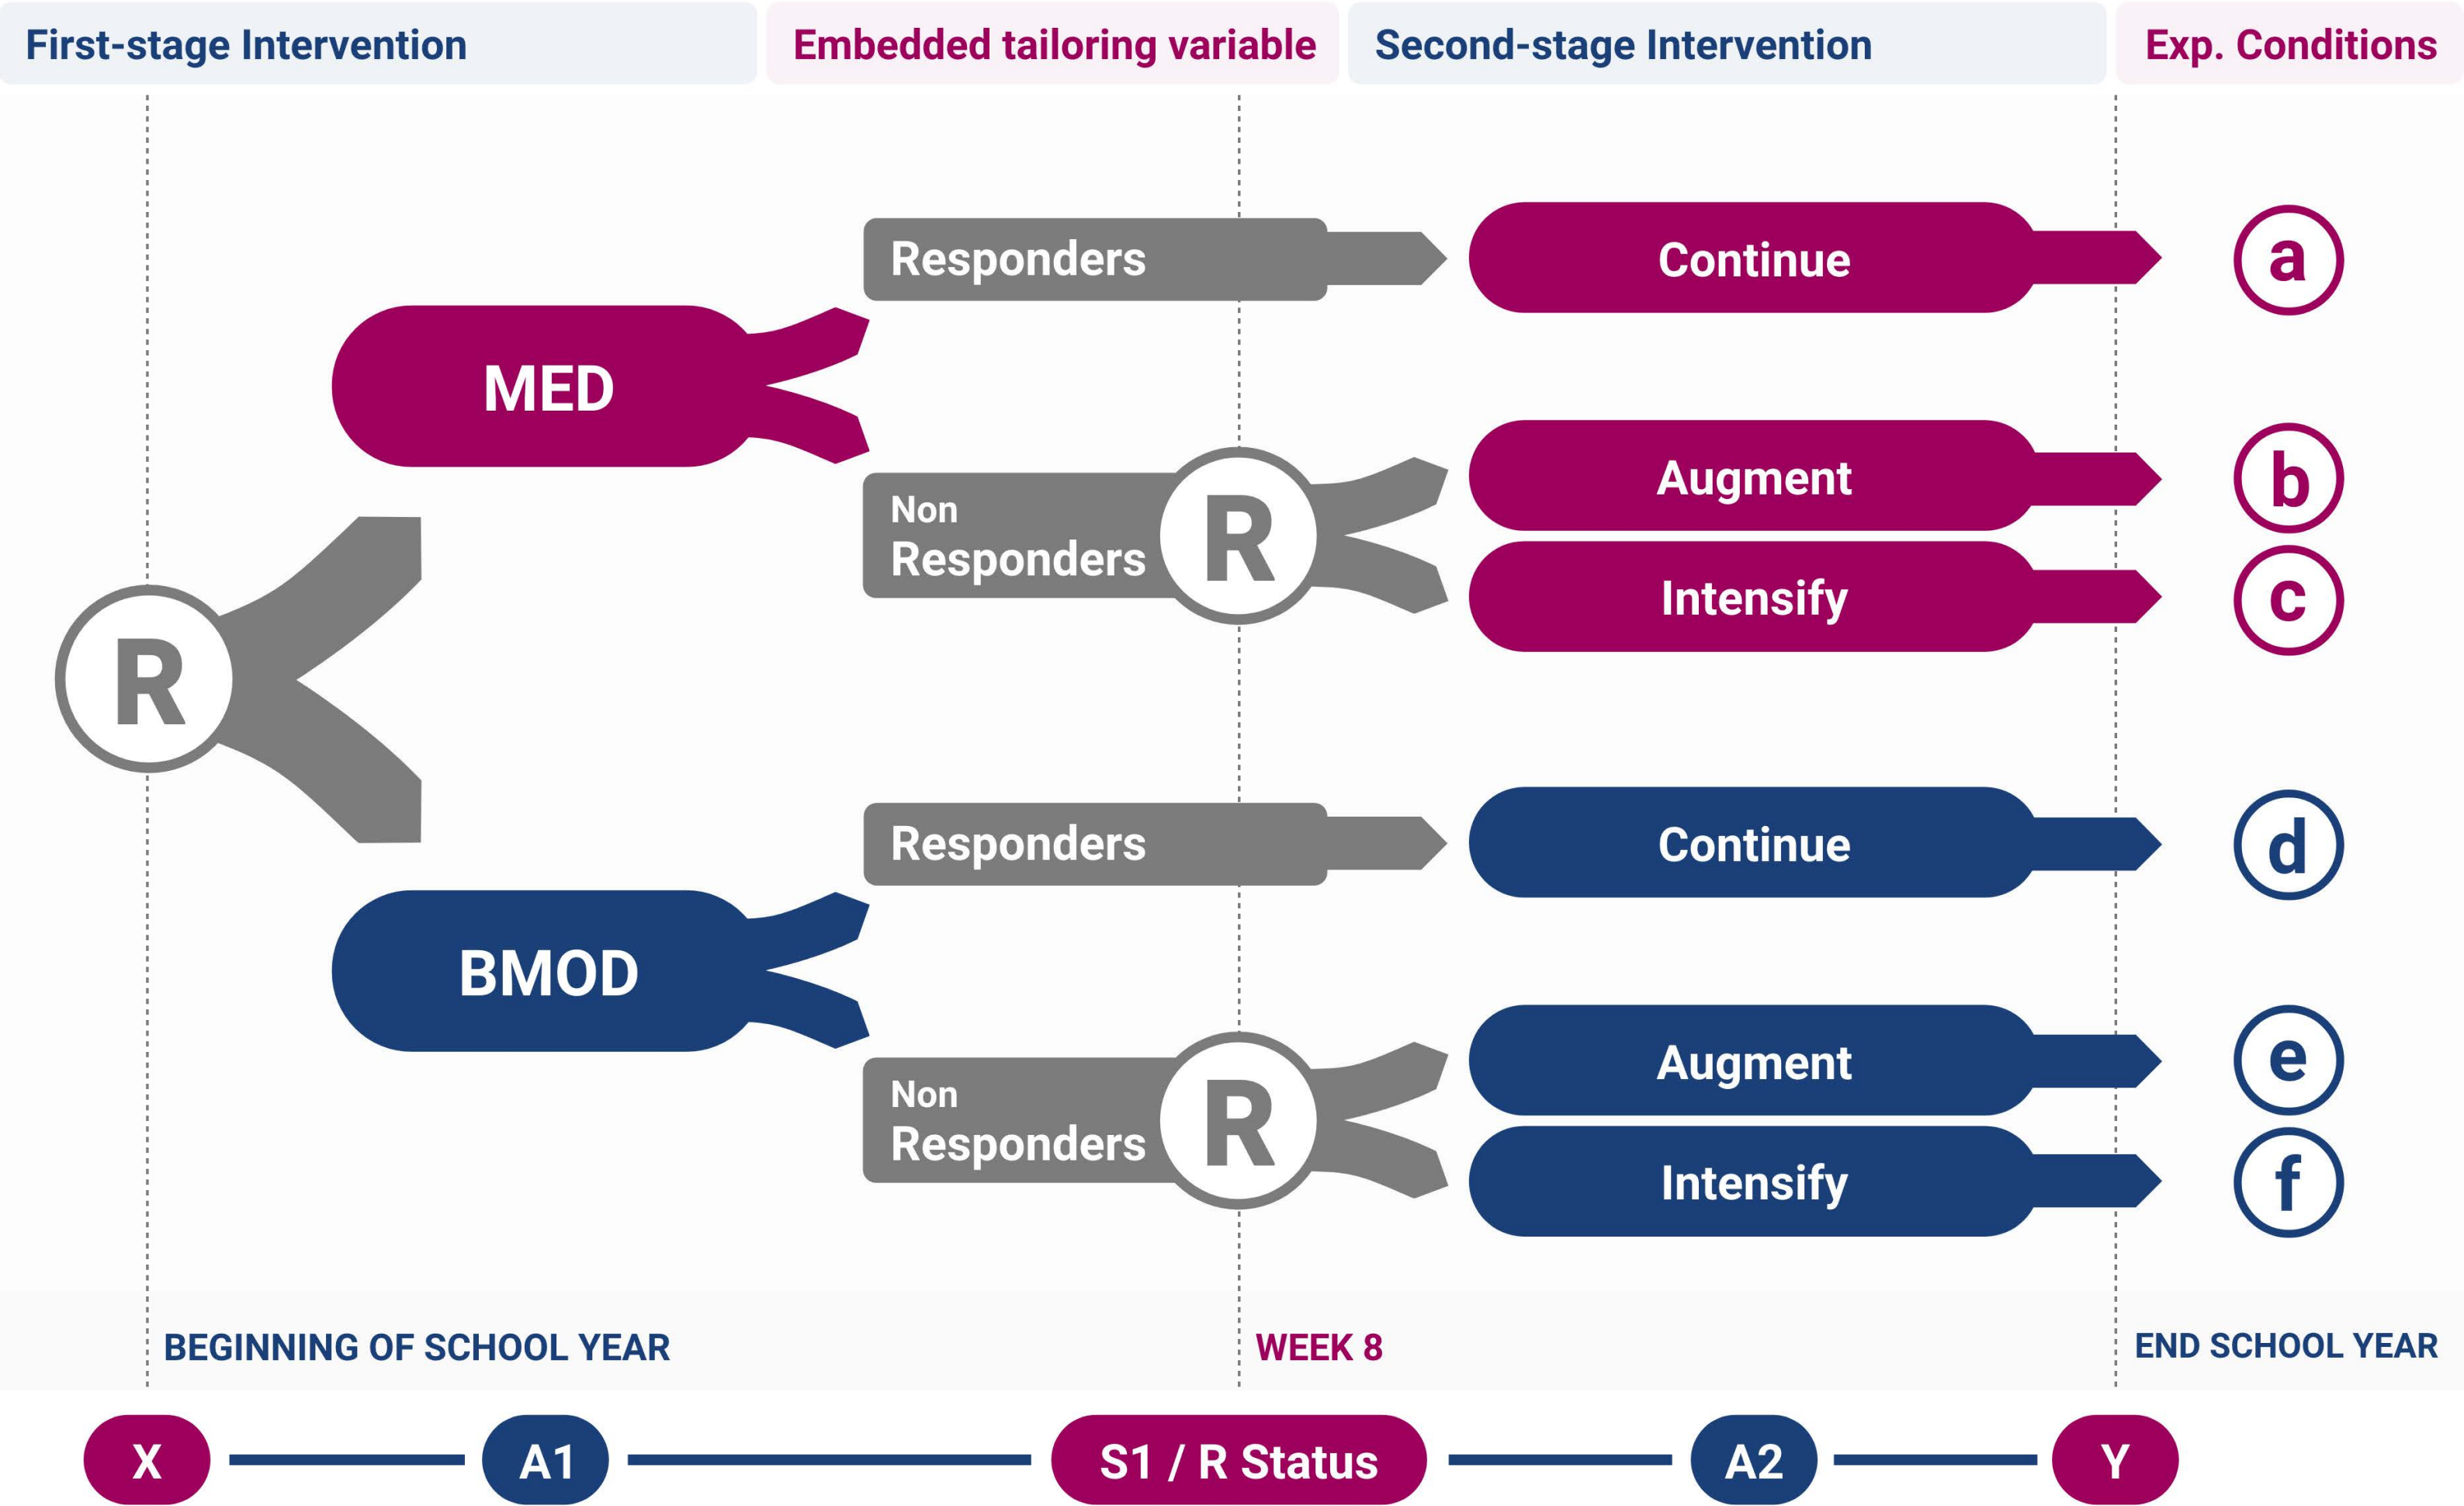 First-stage Intervention
Embedded tailoring variable
Second-stage Intervention
Exp. Conditions
Responders
Continue
a
MED
Non
Responders
R
Augment
b
Intensify
c
R
Responders
Continue
d
BMOD
Non
Responders
R
Augment
e
Intensify
f
BEGINNING OF SCHOOL YEAR
WEEK 8
END SCHOOL YEAR
X
A1
S1 / R Status
A2
Y